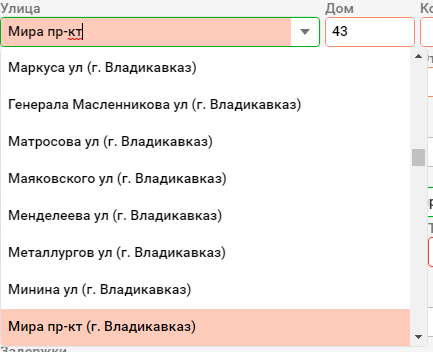 Улица Дом
Мира пр-кт 43
Маркуса ул (г. Владикавказ)
Генерала Масленникова ул (г. Владикавказ)
Матросова ул (г. Владикавказ)
Маяковского ул (г. Владикавказ)
Менделеева ул (г. Владикавказ)
Металлургов ул (г. Владикавказ)
Минина ул (г. Владикавказ)
Мира пр-кт (г. Владикавказ)
Задержки